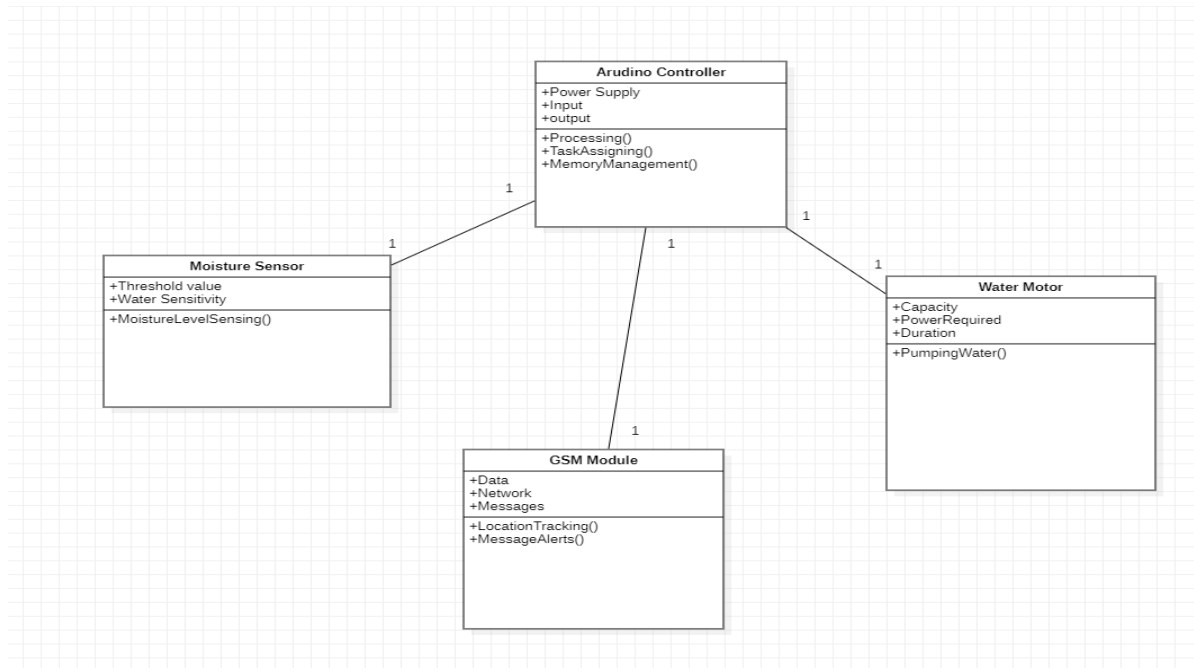 Arudino Controller
+Power Supply
+Input
+output
+Processing()
+TaskAssigning()
+MemoryManagement()
1
1
1
1
1
1
Moisture Sensor
+Threshold value
+Water Sensitivity
+MoistureLevelSensing()
Water Motor
+Capacity
+PowerRequired
+Duration
+PumpingWater()
GSM Module
+Data
+Network
+Messages
+LocationTracking()
+MessageAlerts()